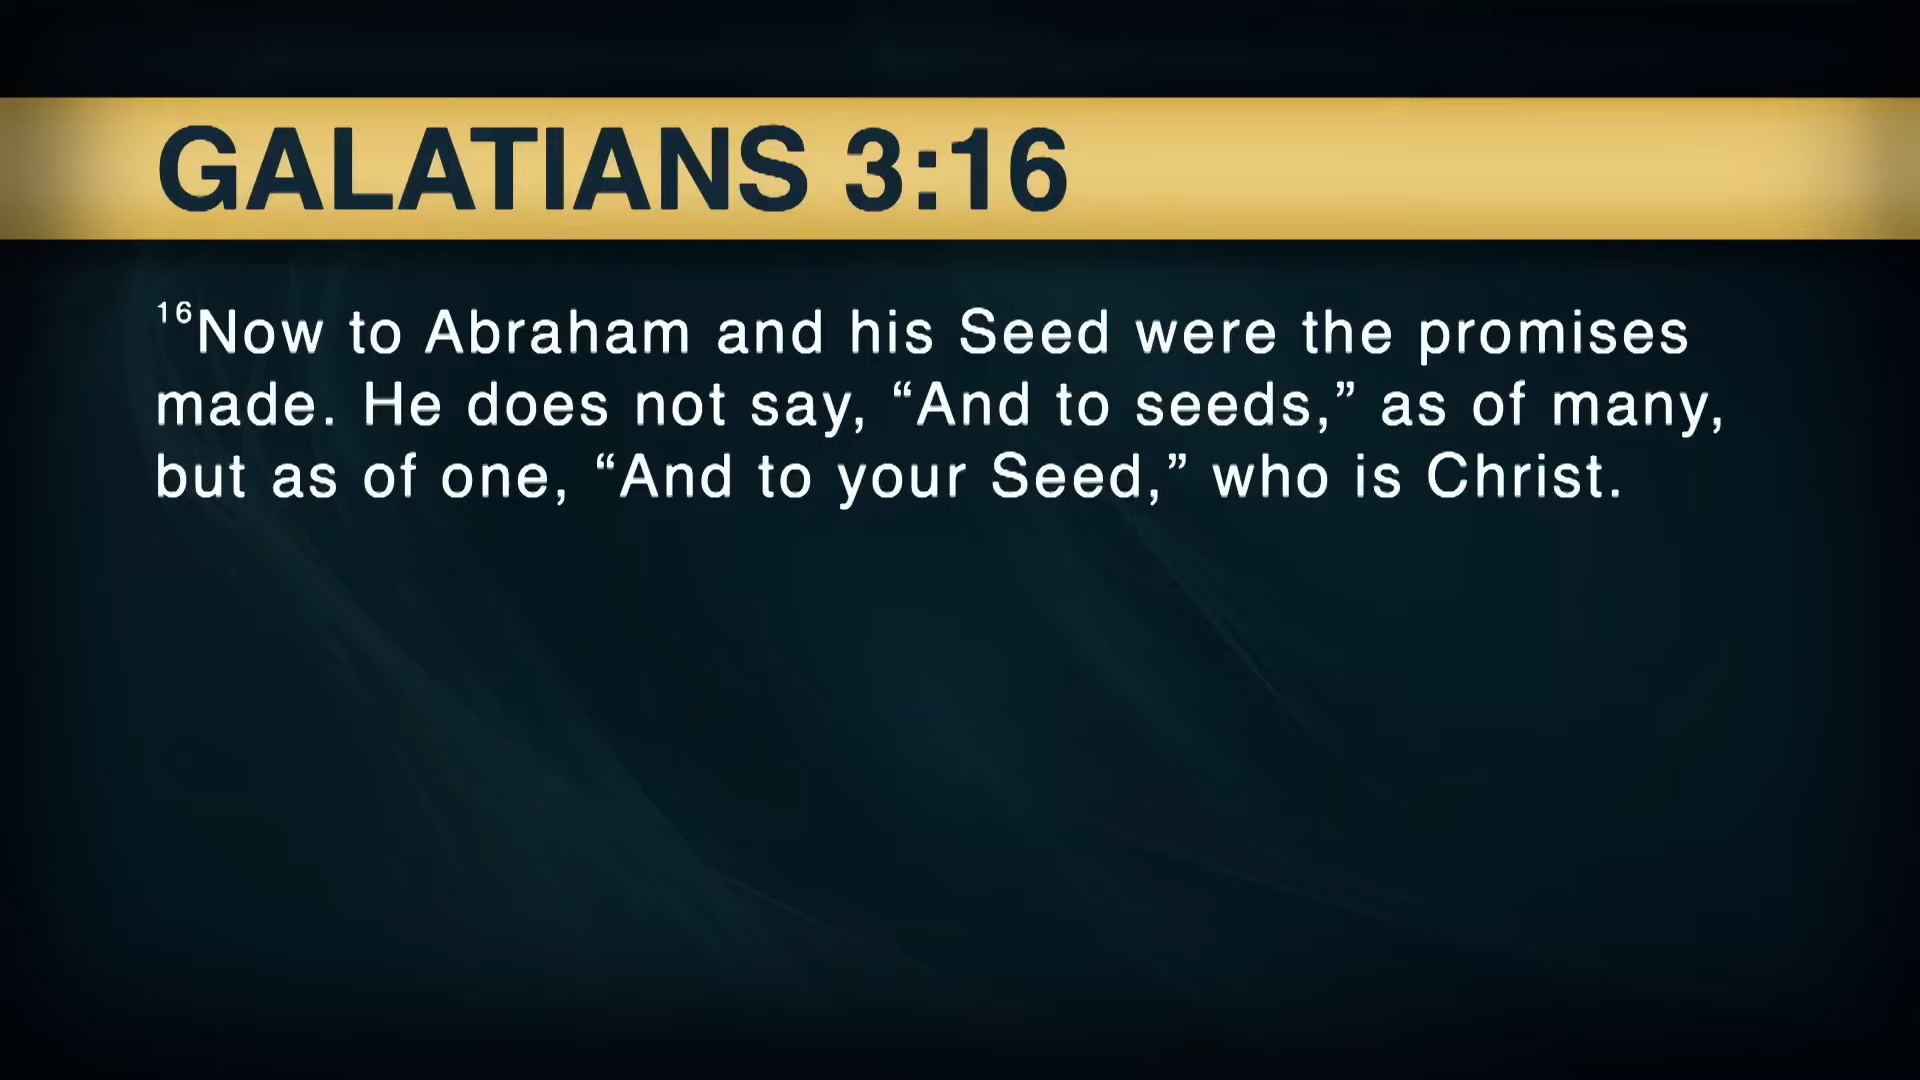 GALATIANS 3:16
16Now to Abraham and his Seed were the promises
made. He does not say, “And to seeds,” as of many,
but as of one, “And to your Seed,” who is Christ.